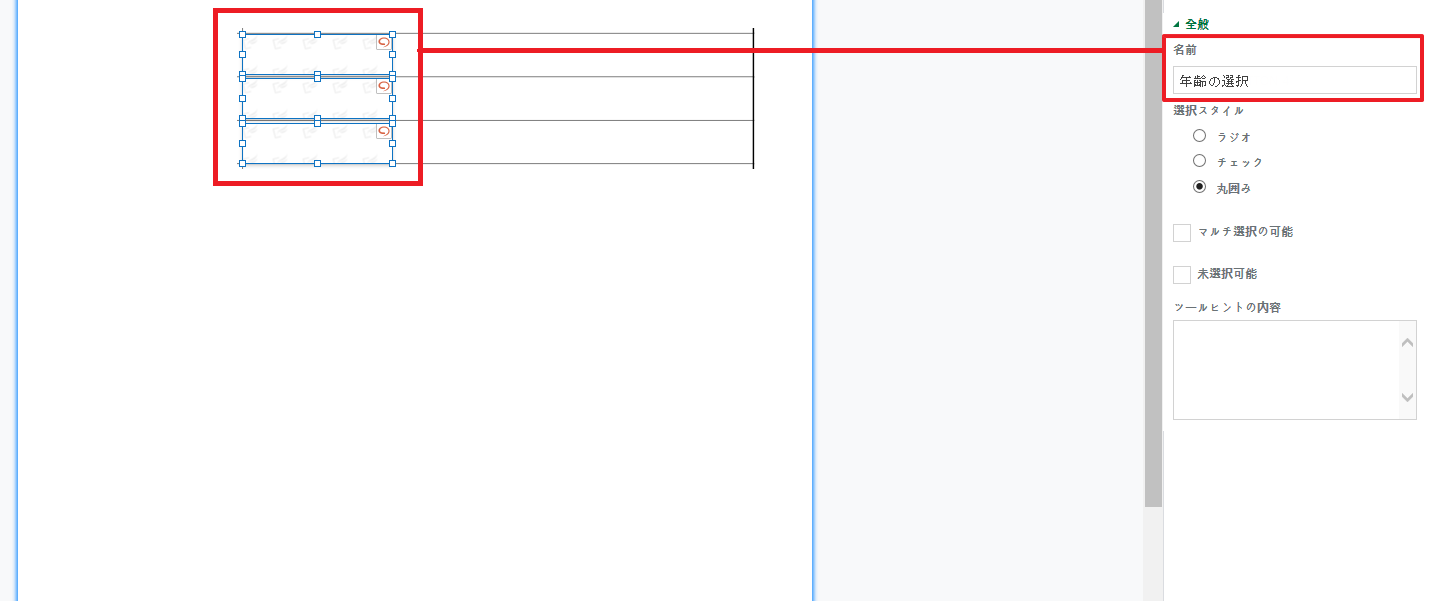 全般
名前
年齢の選択
選択スタイル
ラジオ
チェック
丸囲み
マルチ選択の可能
未選択可能
ツールヒントの内容